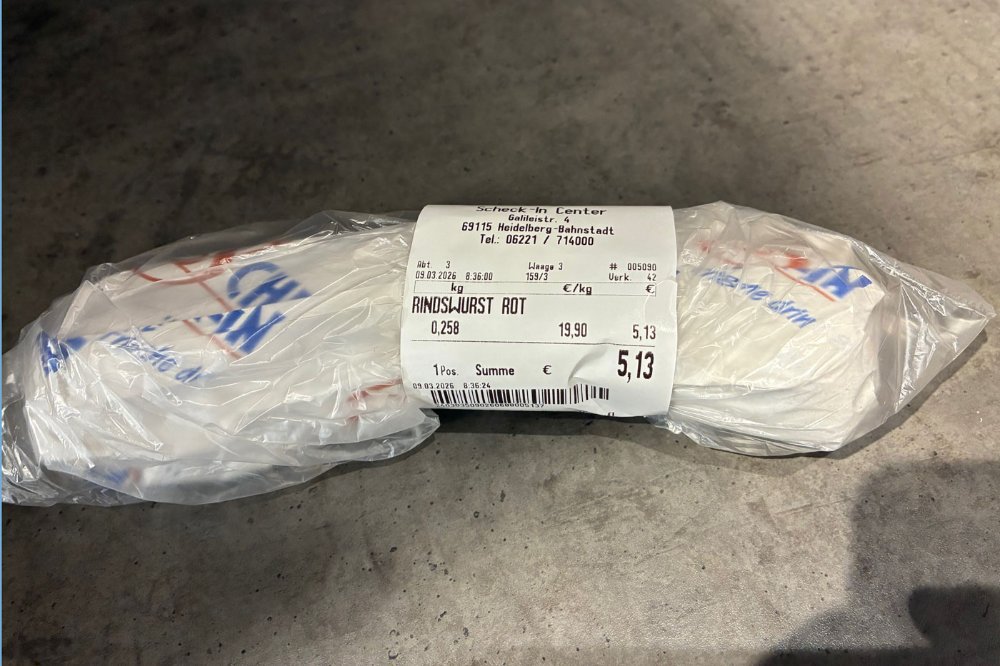 Scheck-In Center
Galileistr. 4
69115 Heidelberg-Bahnstadt
Tel.: 06221 / 714000
Abt. 3 Waage 3 # 005090
09.03.2026 8:36:00 159/3 Verk. 42
kg €/kg €
RINDSWURST ROT
0,258 19,90 5,13
5,13
1Pos. Summe €
09.03.2026 8:36:24